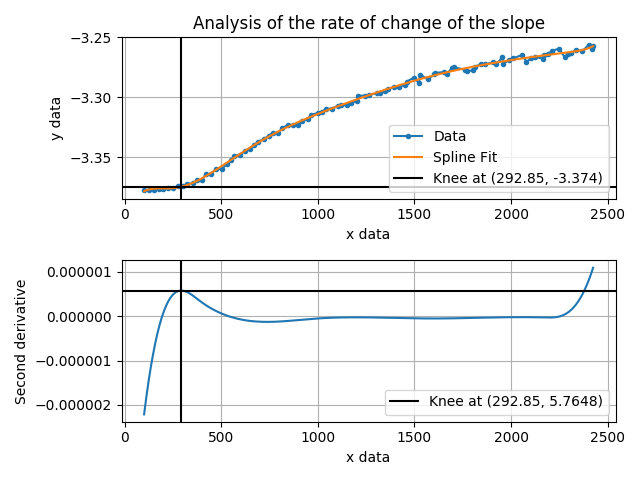 Analysis of the rate of change of the slope
y data
−3.25
−3.30
−3.35
Data
Spline Fit
Knee at (292.85, -3.374)
0
500
1000
1500
2000
2500
x data
Second derivative
0.000001
0.000000
−0.000001
−0.000002
Knee at (292.85, 5.7648)
0
500
1000
1500
2000
2500
x data